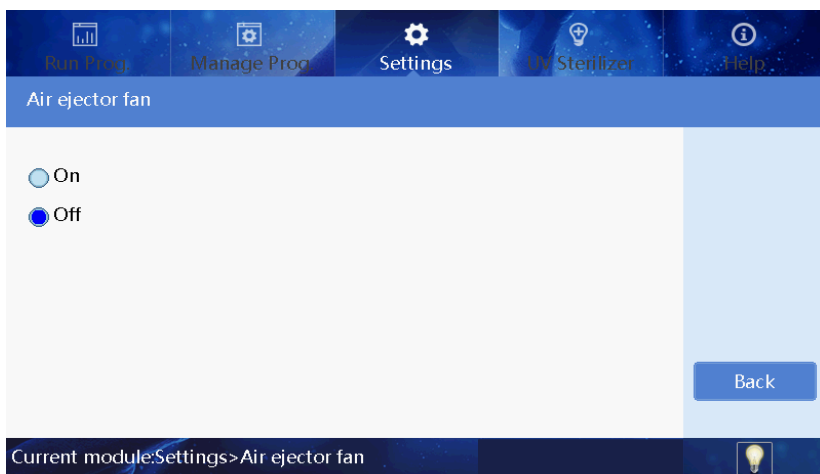 Run Prog
Manage Prog
Settings
UV Sterilizer
Help
Air ejector fan
On
Off
Back
Current module:Settings>Air ejector fan